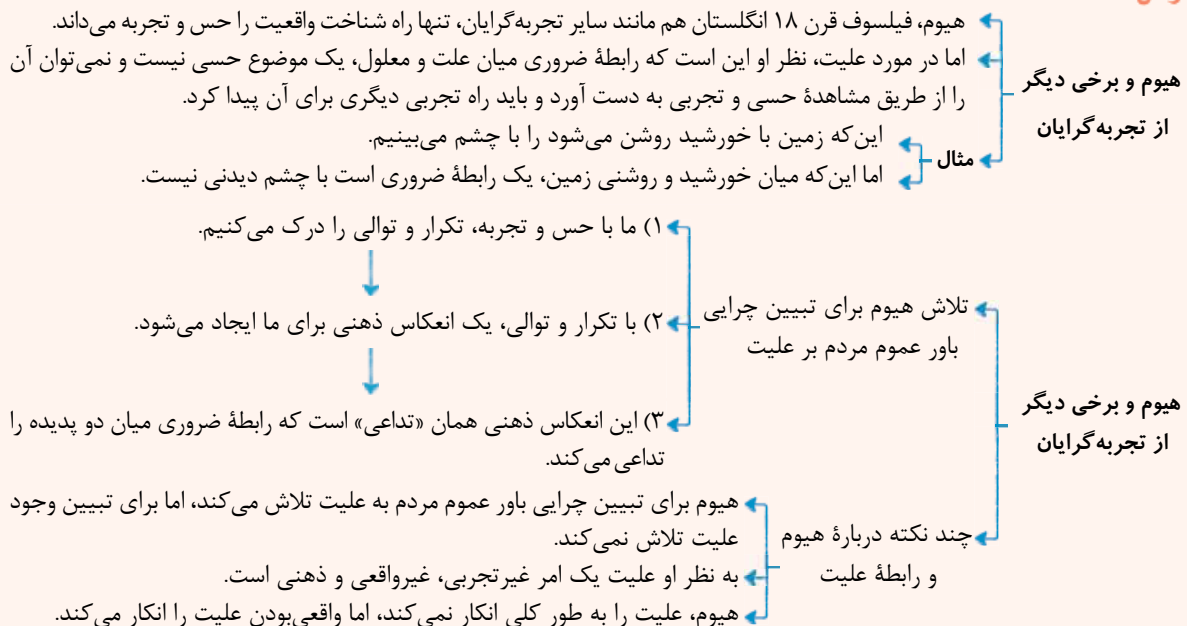 هیوم، فیلسوف قرن ۱۸ انگلستان هم مانند سایر تجربه‌گرایان، تنها راه شناخت واقعیت را حس و تجربه می‌داند.
هیوم و برخی دیگر
از تجربه‌گرایان
اما در مورد علیت، نظر او این است که رابطهٔ ضروری میان علت و معلول، یک موضوع حسی نیست و نمی‌توان آن
را از طریق مشاهدهٔ حسی و تجربی به دست آورد و باید راه تجربی دیگری برای آن پیدا کرد.
مثال
این‌که زمین با خورشید روشن می‌شود را با چشم می‌بینیم.
اما این‌که میان خورشید و روشنی زمین، یک رابطهٔ ضروری است با چشم دیدنی نیست.
هیوم و برخی دیگر
از تجربه‌گرایان
تلاش هیوم برای تبیین چرایی
باور عموم مردم بر علیت
۱) ما با حس و تجربه، تکرار و توالی را درک می‌کنیم.
۲) با تکرار و توالی، یک انعکاس ذهنی برای ما ایجاد می‌شود.
۳) این انعکاس ذهنی همان «تداعی» است که رابطهٔ ضروری میان دو پدیده را
تداعی می‌کند.
چند نکته دربارهٔ هیوم
و رابطهٔ علیت
هیوم برای تبیین چرایی باور عموم مردم به علیت تلاش می‌کند، اما برای تبیین وجود
علیت تلاش نمی‌کند.
به نظر او علیت یک امر غیرتجربی، غیرواقعی و ذهنی است.
هیوم، علیت را به طور کلی انکار نمی‌کند، اما واقعی‌بودن علیت را انکار می‌کند.